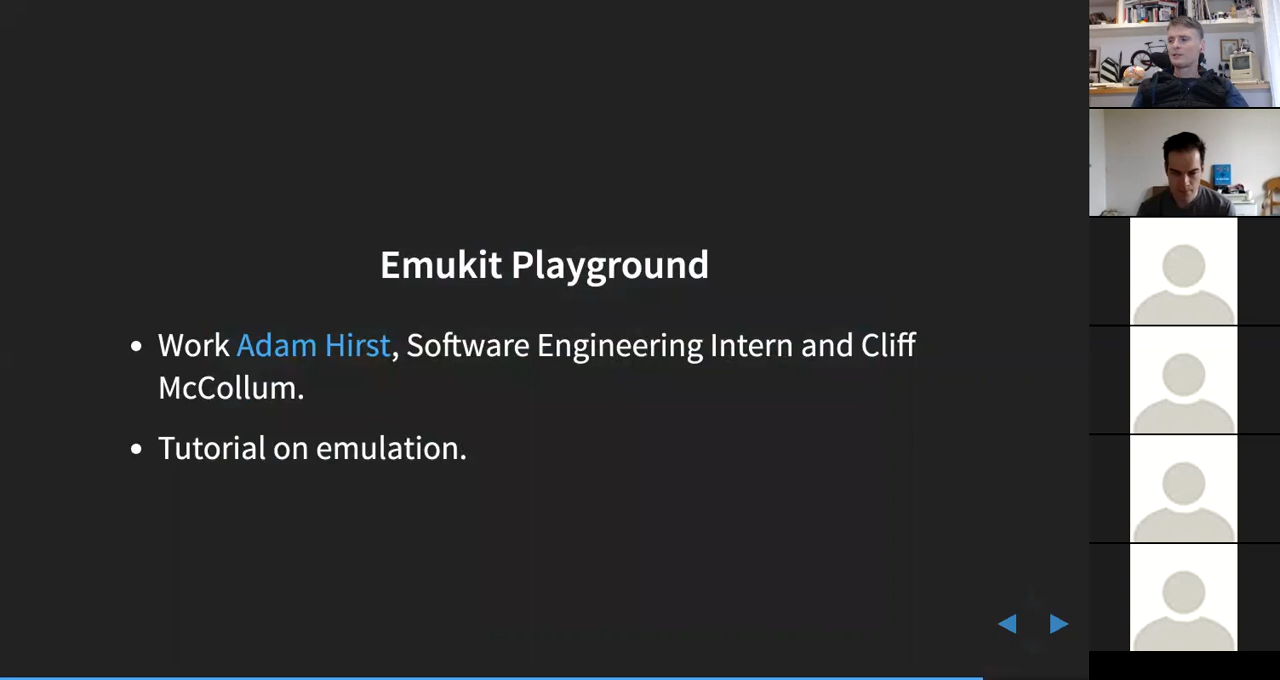 Emukit Playground
• Work Adam Hirst, Software Engineering Intern and Cliff
McCollum.
• Tutorial on emulation.